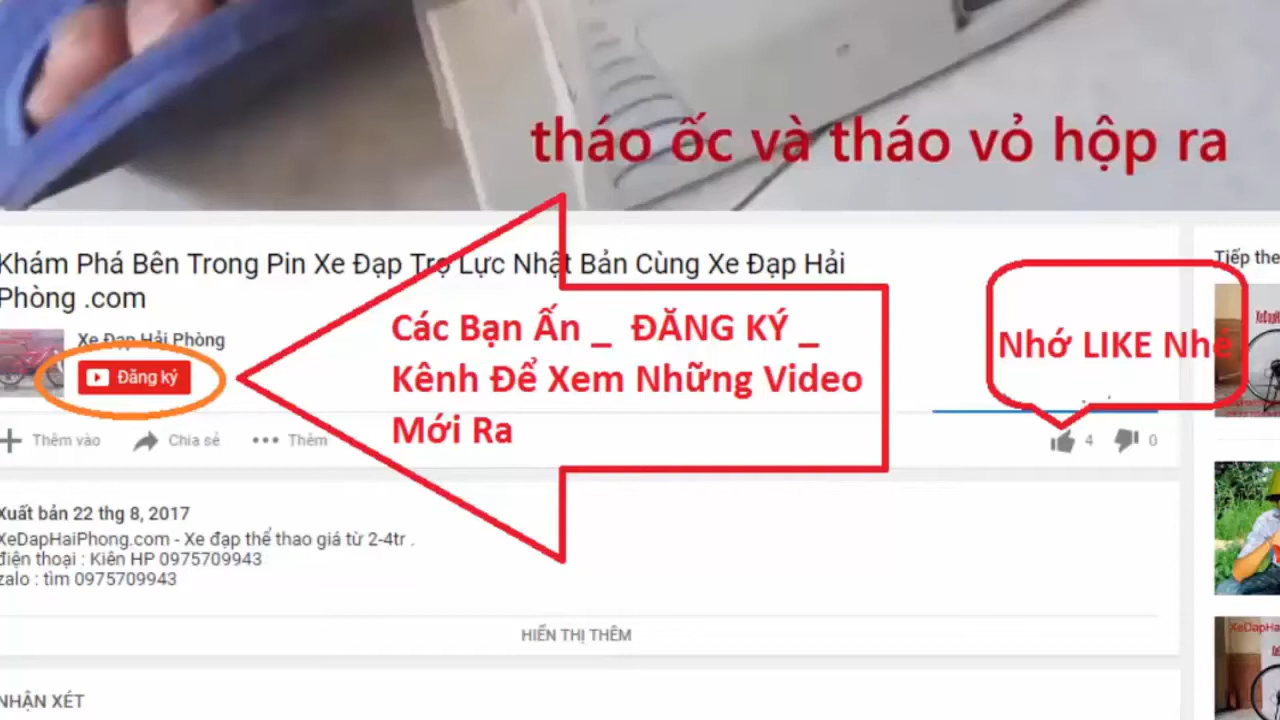 tháo ốc và tháo vỏ hộp ra
Khám Phá Bên Trong Pin Xe Đạp Trợ Lực Nhật Bản Cùng Xe Đạp Hải
Phòng .com
Tiếp the
Xe Đạp Hải Phòng
Đăng ký
Các Bạn Ấn _ ĐĂNG KÝ _
Kênh Để Xem Những Video
Mới Ra
Nhớ LIKE Nhé
Thêm vào
Chia sẻ
Thêm
4
0
Xuất bản 22 thg 8, 2017
XeDapHaiPhong.com - Xe đạp thể thao giá từ 2-4tr .
điện thoại : Kiên HP 0975709943
zalo : tìm 0975709943
HIỂN THỊ THÊM
XeDapHa
NHẬN XÉT